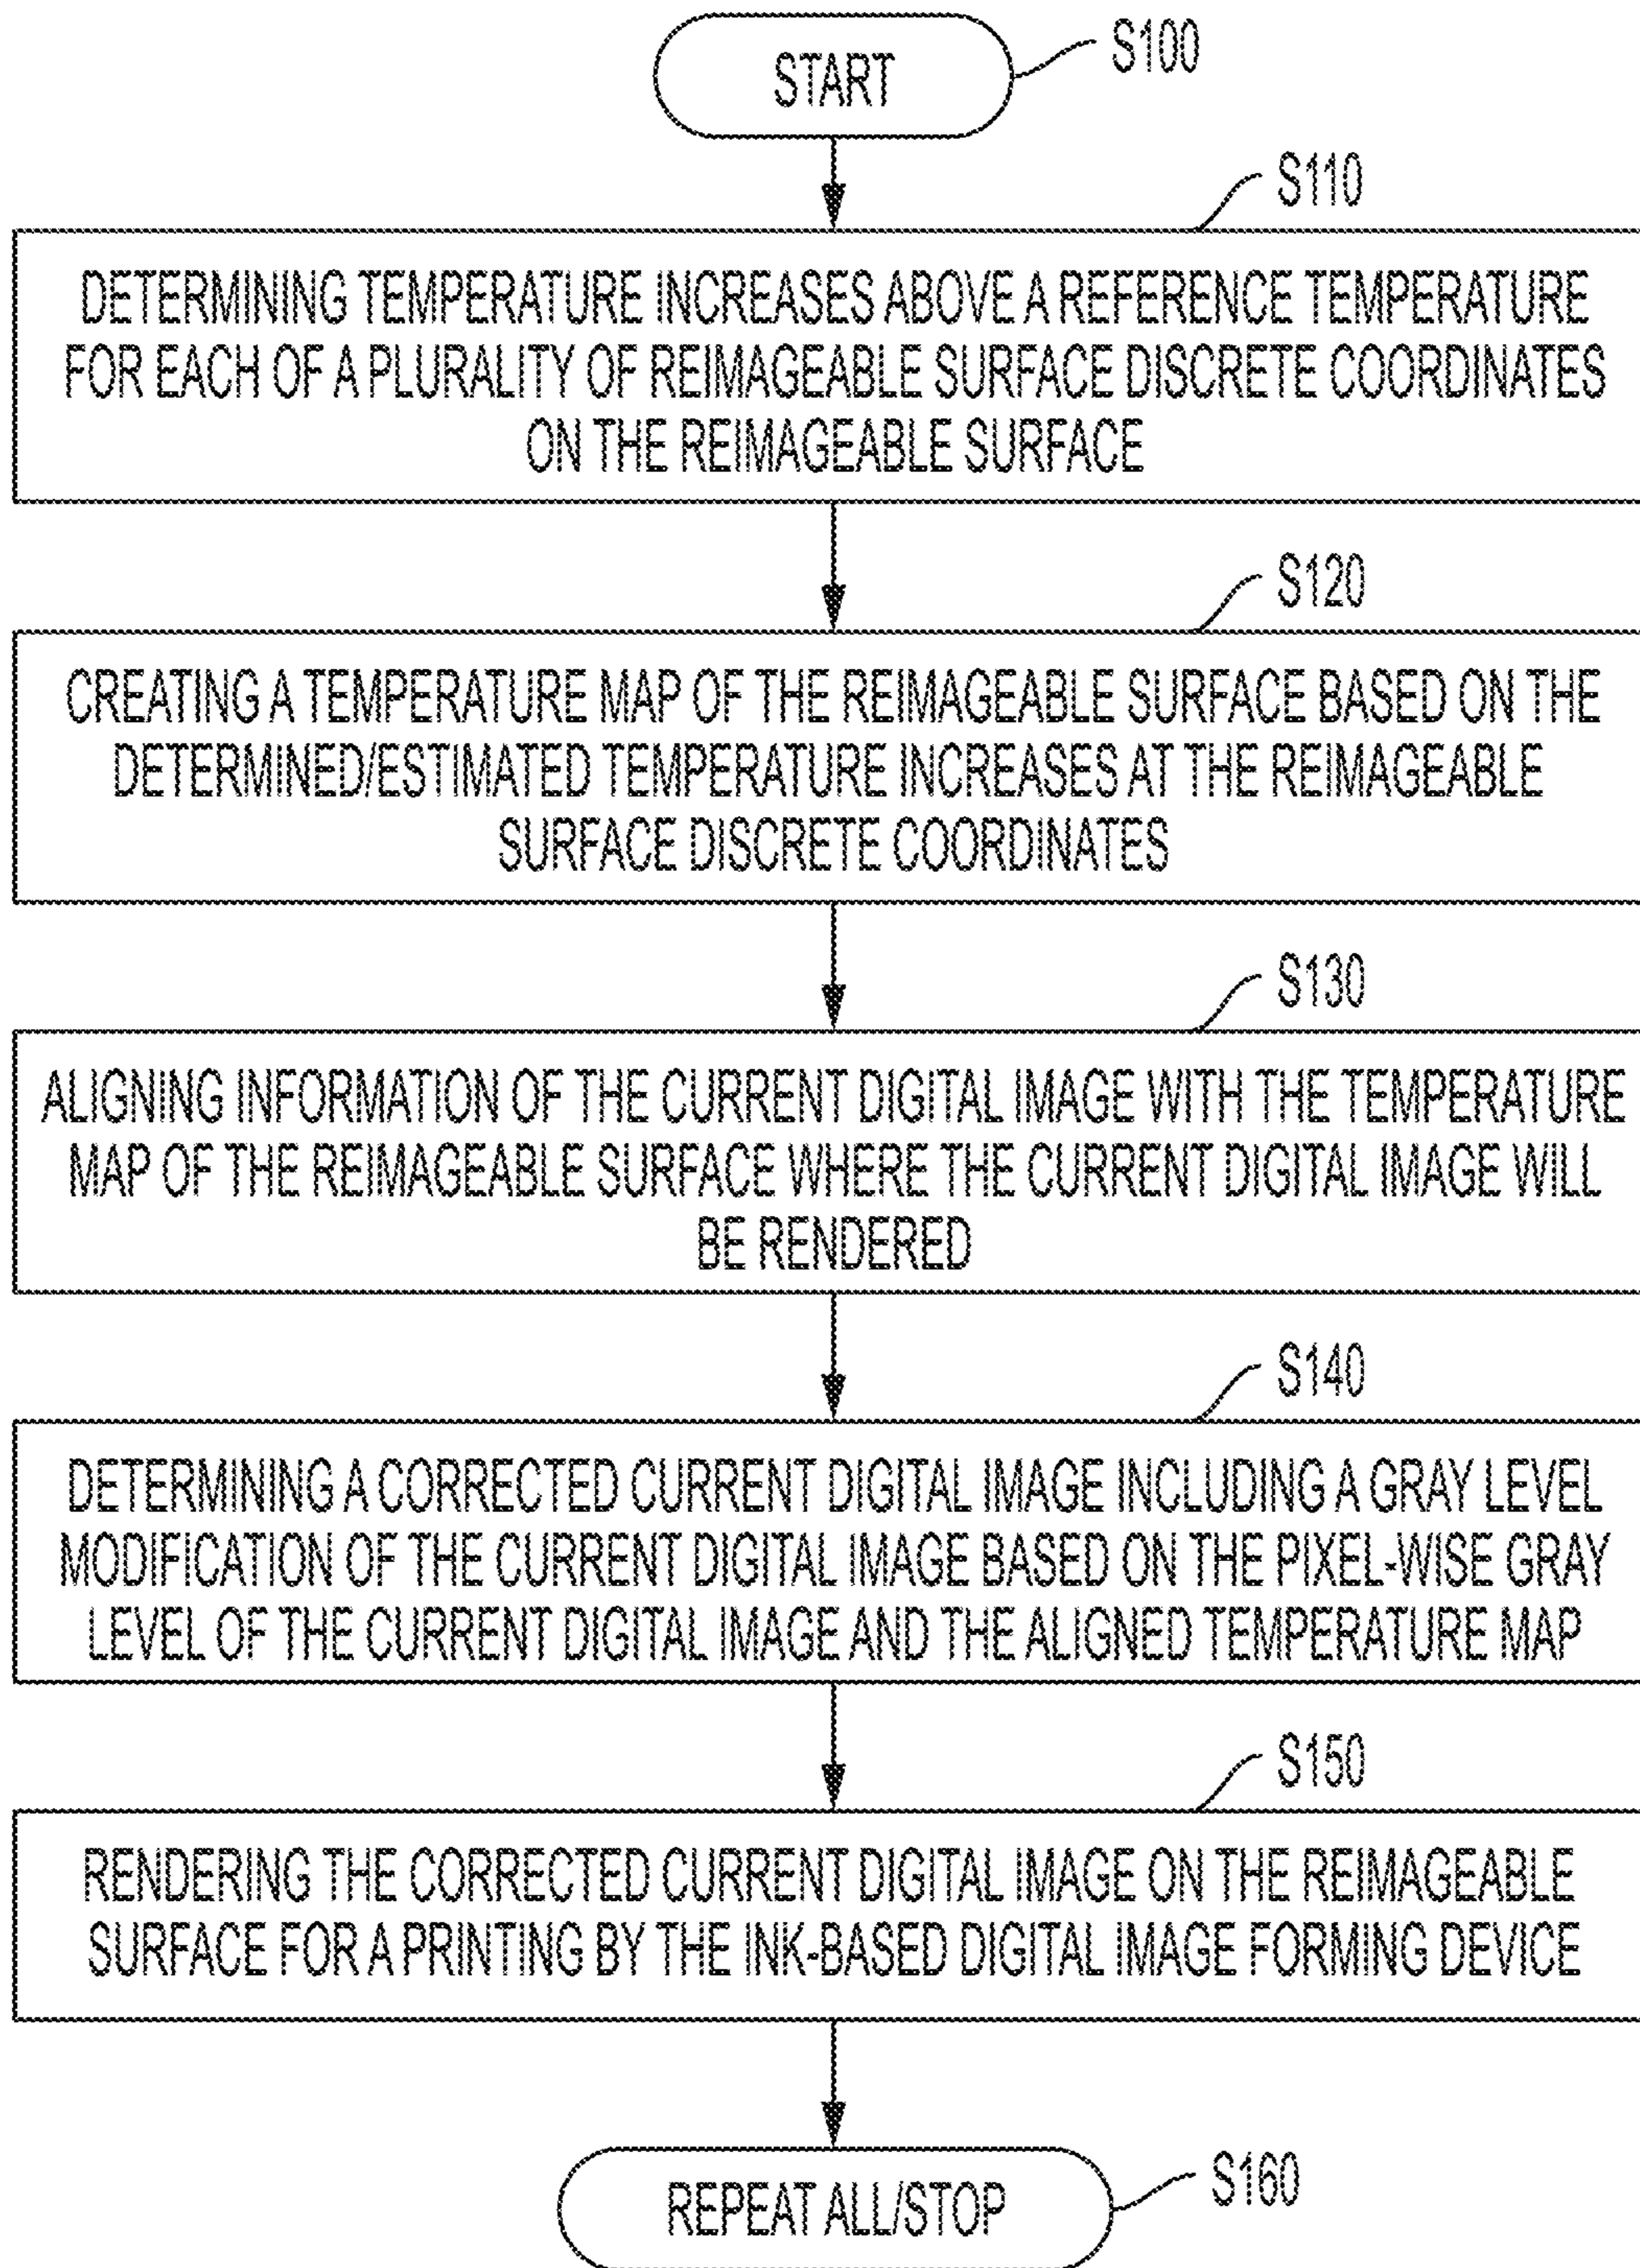 START
S100
S110
DETERMINING TEMPERATURE INCREASES ABOVE A REFERENCE TEMPERATURE
FOR EACH OF A PLURALITY OF REIMAGEABLE SURFACE DISCRETE COORDINATES
ON THE REIMAGEABLE SURFACE
S120
CREATING A TEMPERATURE MAP OF THE REIMAGEABLE SURFACE BASED ON THE
DETERMINED/ESTIMATED TEMPERATURE INCREASES AT THE REIMAGEABLE
SURFACE DISCRETE COORDINATES
S130
ALIGNING INFORMATION OF THE CURRENT DIGITAL IMAGE WITH THE TEMPERATURE
MAP OF THE REIMAGEABLE SURFACE WHERE THE CURRENT DIGITAL IMAGE WILL
BE RENDERED
S140
DETERMINING A CORRECTED CURRENT DIGITAL IMAGE INCLUDING A GRAY LEVEL
MODIFICATION OF THE CURRENT DIGITAL IMAGE BASED ON THE PIXEL-WISE GRAY
LEVEL OF THE CURRENT DIGITAL IMAGE AND THE ALIGNED TEMPERATURE MAP
S150
RENDERING THE CORRECTED CURRENT DIGITAL IMAGE ON THE REIMAGEABLE
SURFACE FOR A PRINTING BY THE INK-BASED DIGITAL IMAGE FORMING DEVICE
REPEAT ALL/STOP
S160